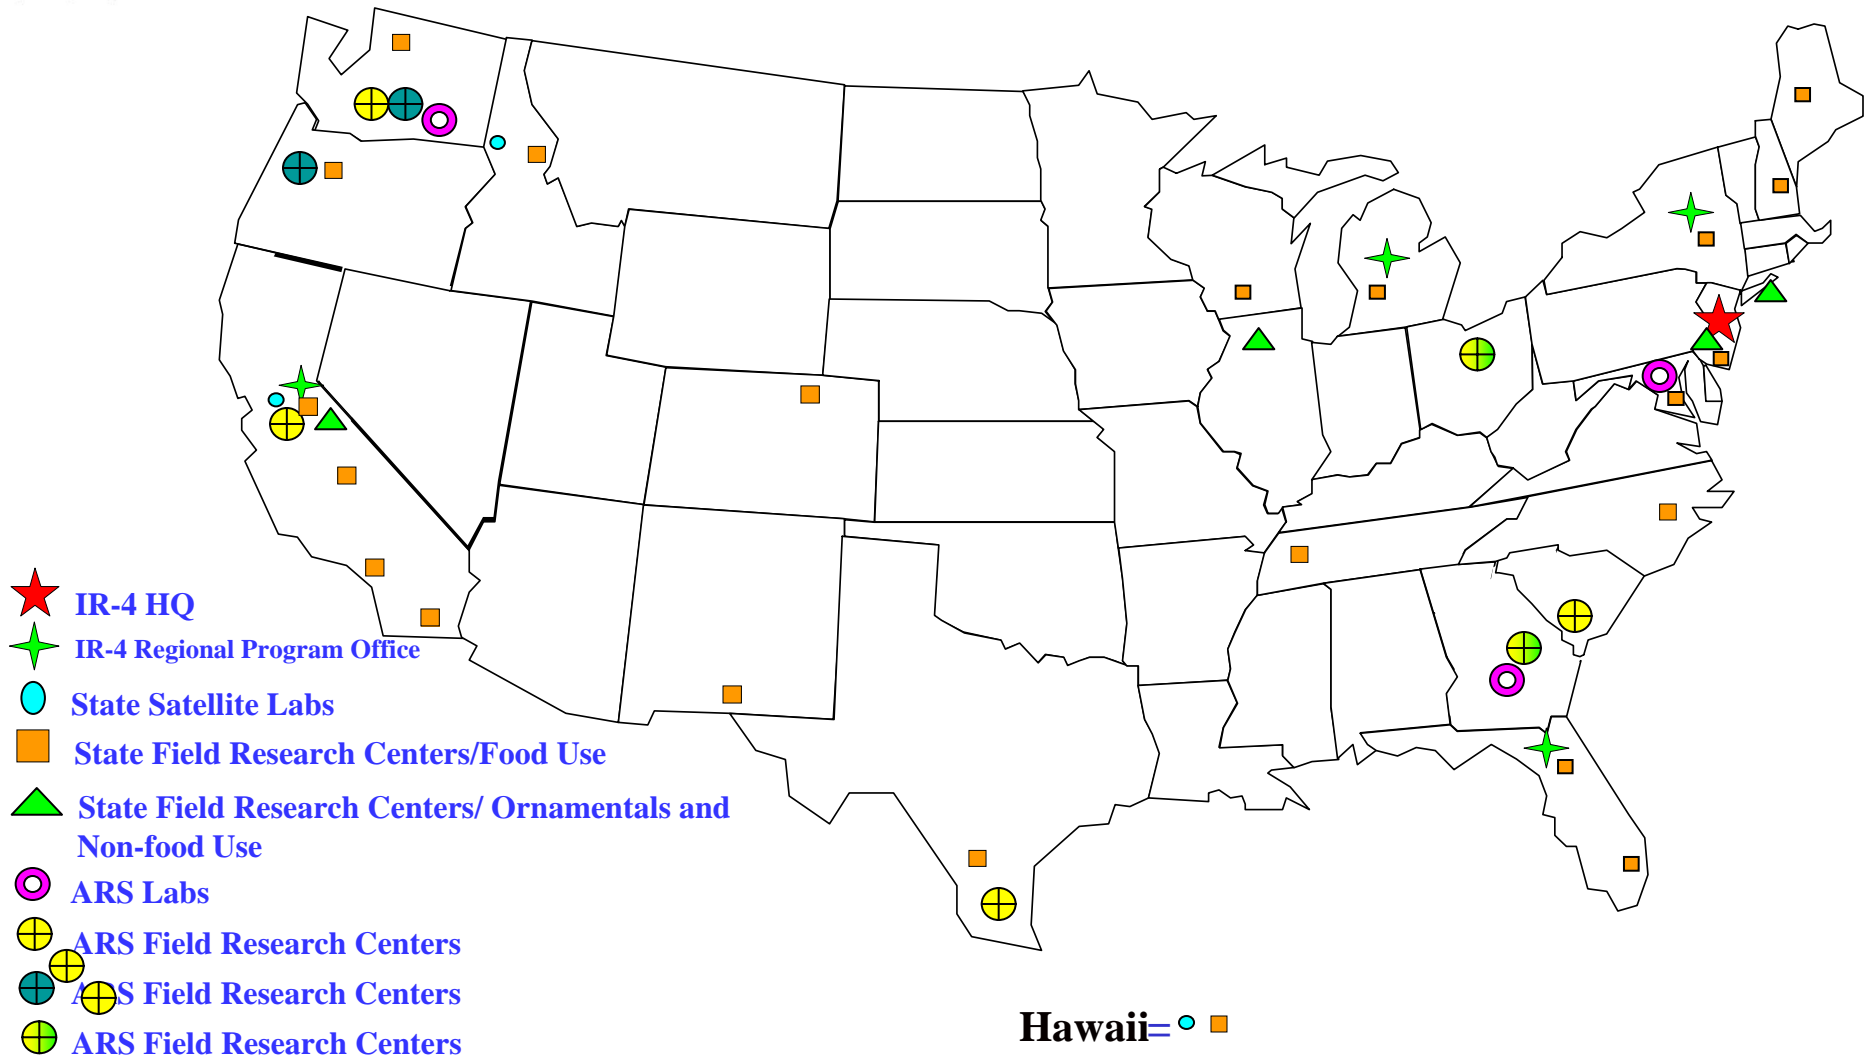 IR-4 HQ
IR-4 Regional Program Office
State Satellite Labs
State Field Research Centers/Food Use
State Field Research Centers/ Ornamentals and
Non-food Use
ARS Labs
ARS Field Research Centers
ARS Field Research Centers
ARS Field Research Centers
Hawaii=